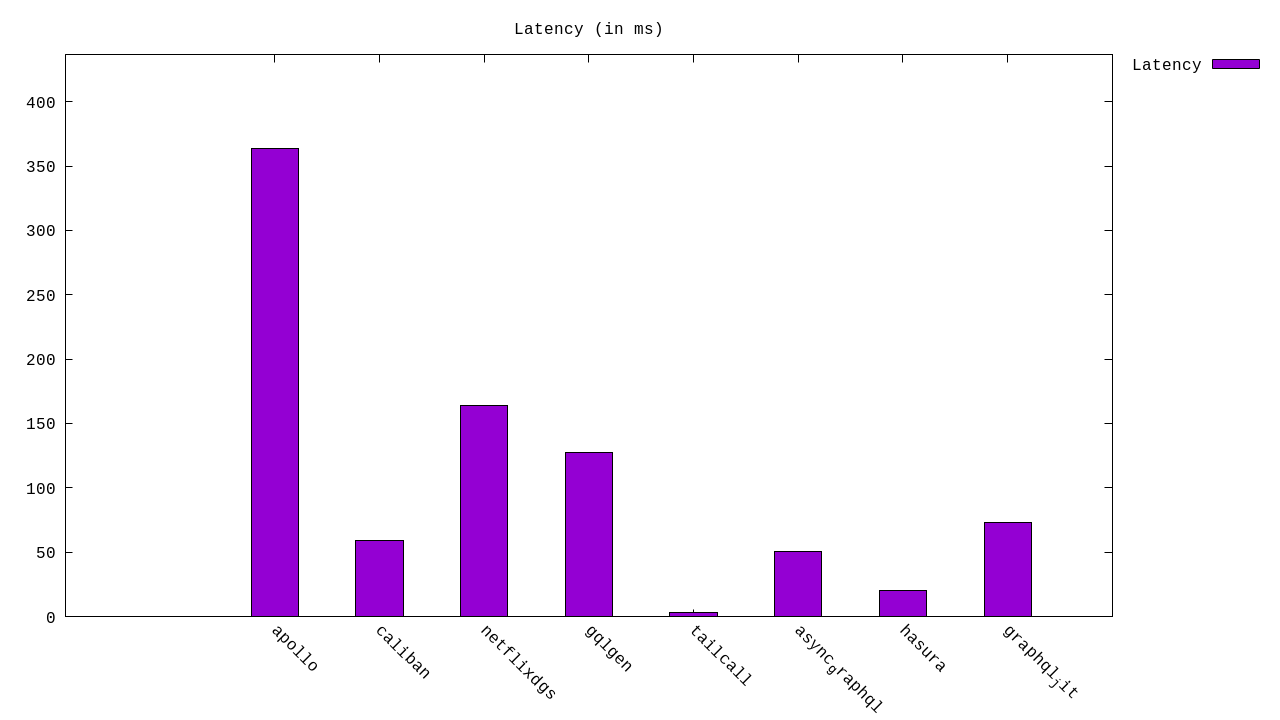 Latency (in ms)
Latency
400
350
300
250
200
150
100
50
0
apollo
caliban
netflixdgs
gqlgen
tailcall
async_graphql
hasura
graphql_jit